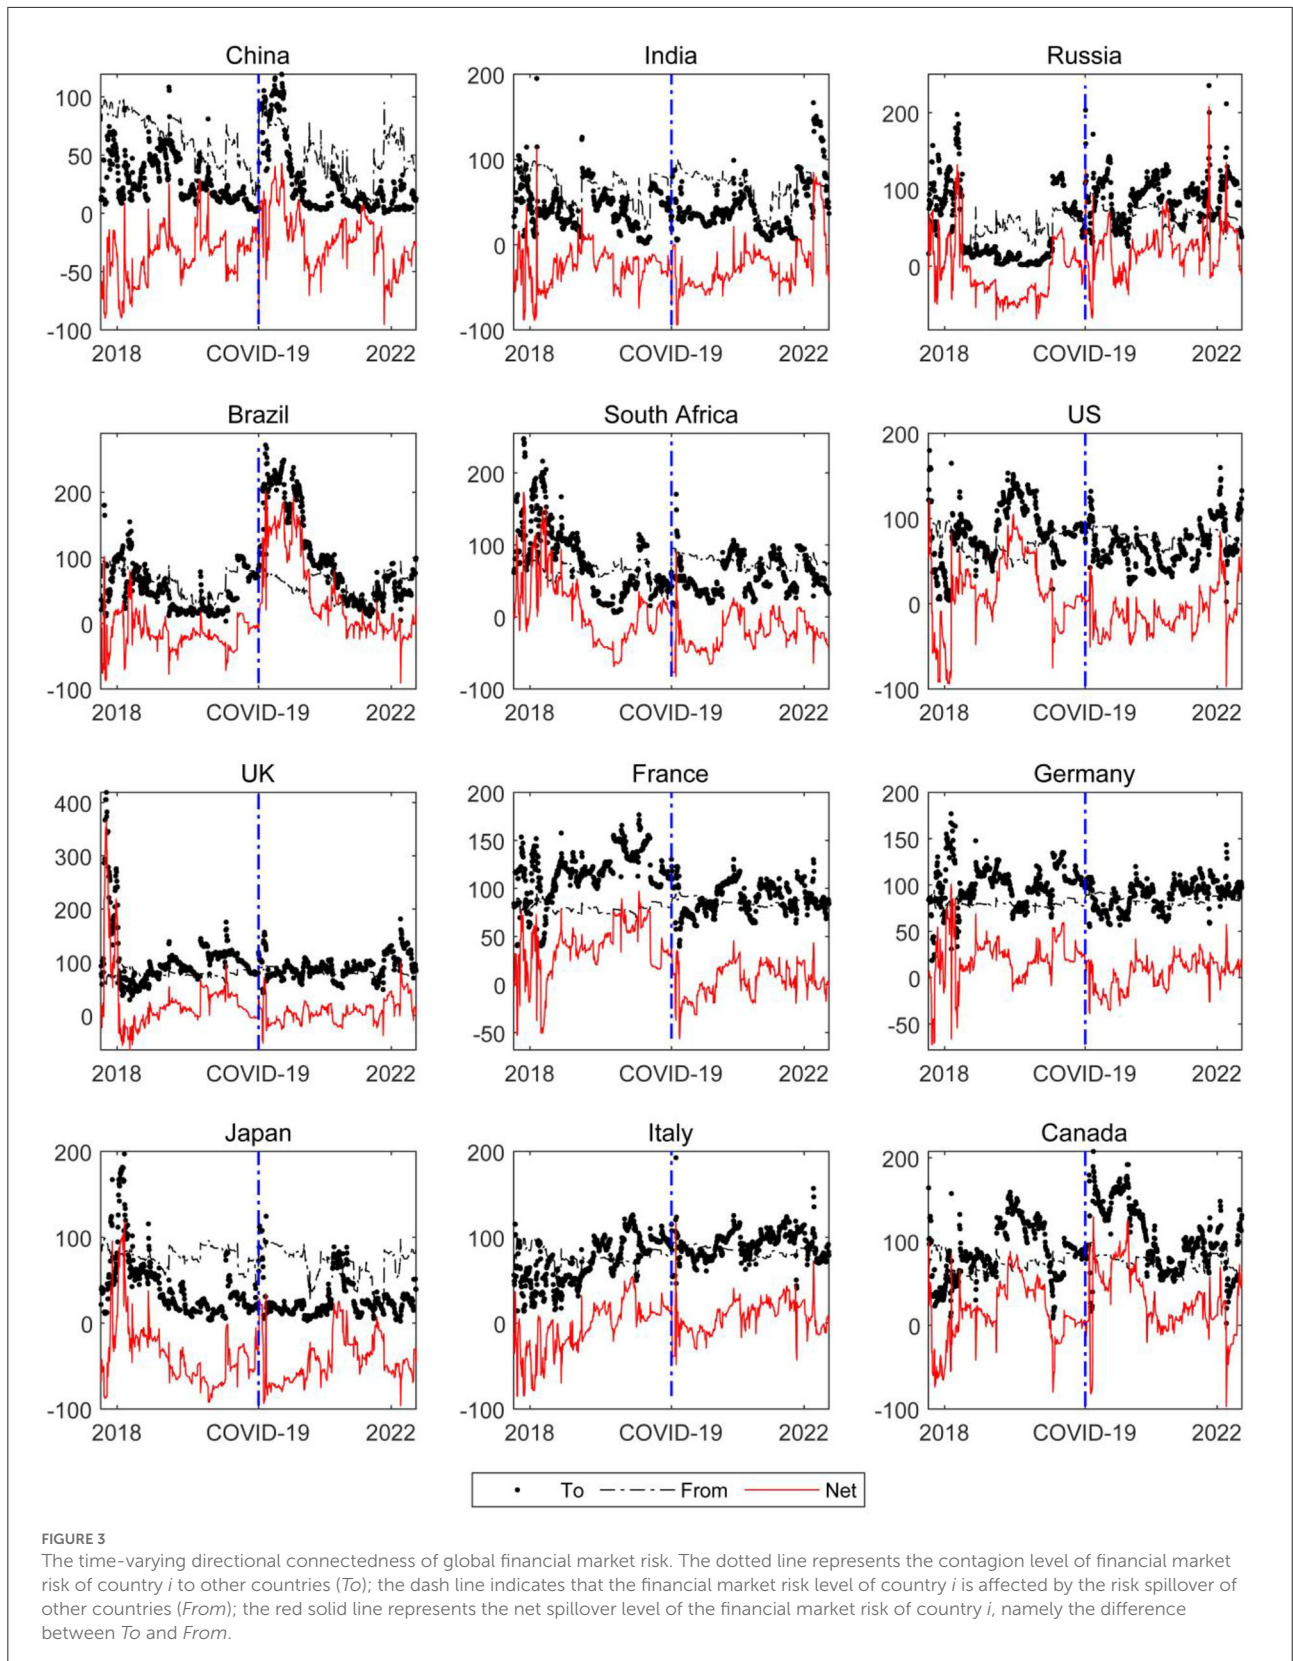 China India Russia
100 50 0 -50 -100
200 100 0 -100
200 100 0
2018 COVID-19 2022 2018 COVID-19 2022 2018 COVID-19 2022
Brazil South Africa US
200 100 0 -100
200 100 0 -100
200 100 0 -100
2018 COVID-19 2022 2018 COVID-19 2022 2018 COVID-19 2022
UK France Germany
400 300 200 100 0
200 150 100 50 0 -50
200 150 100 50 0 -50
2018 COVID-19 2022 2018 COVID-19 2022 2018 COVID-19 2022
Japan Italy Canada
200 100 0 -100
200 100 0 -100
200 100 0 -100
2018 COVID-19 2022 2018 COVID-19 2022 2018 COVID-19 2022
To From Net
FIGURE 3
The time-varying directional connectedness of global financial market risk. The dotted line represents the contagion level of financial market
risk of country i to other countries (To); the dash line indicates that the financial market risk level of country i is affected by the risk spillover of
other countries (From); the red solid line represents the net spillover level of the financial market risk of country i, namely the difference
between To and From.